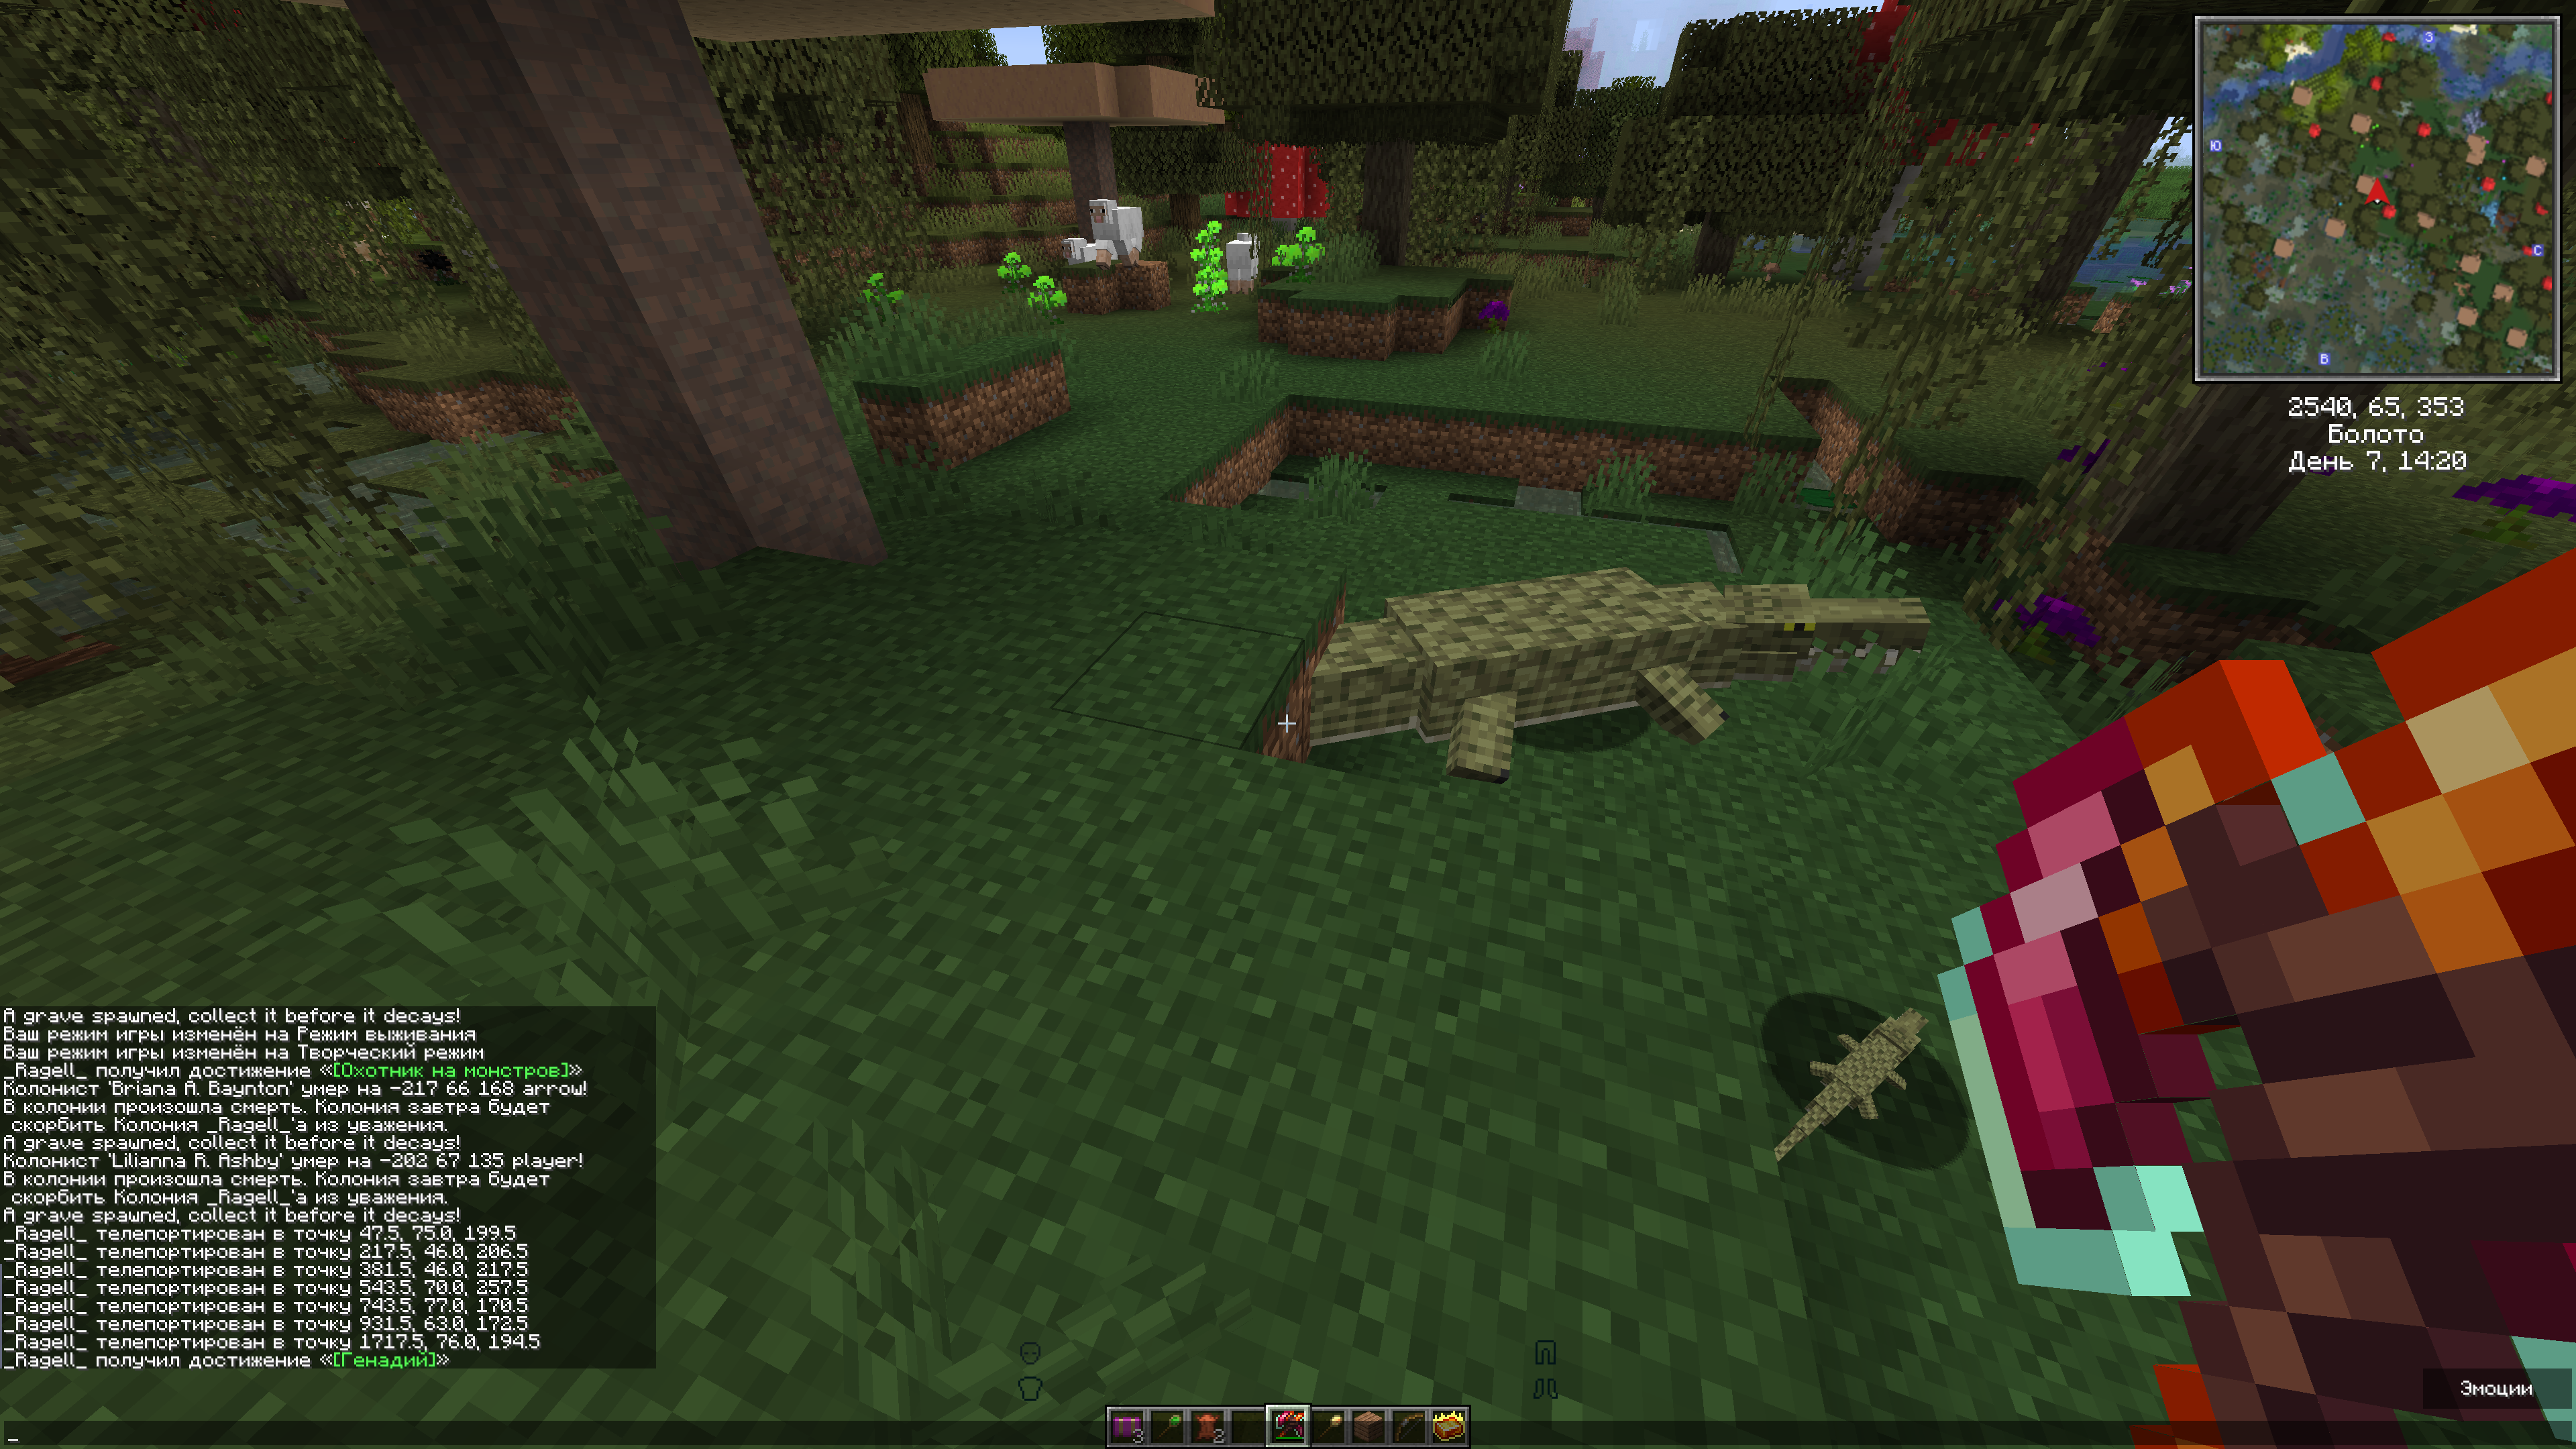 З
Ю
С
В
2540, 65, 353
Болото
День 7, 14:20
A grave spawned, collect it before it decays!
Ваш режим игры изменён на Режим выживания
Ваш режим игры изменён на Творческий режим
_Ragell_ получил достижение «[Охотник на монстров]»
Колонист 'Briana A. Baynton' умер на -217 66 168 arrow!
В колонии произошла смерть. Колония завтра будет
скорбить Колония _Ragell_'а из уважения.
A grave spawned, collect it before it decays!
Колонист 'Lilianna R. Ashby' умер на -202 67 135 player!
В колонии произошла смерть. Колония завтра будет
скорбить Колония _Ragell_'а из уважения.
A grave spawned, collect it before it decays!
_Ragell_ телепортирован в точку 47.5, 75.0, 199.5
_Ragell_ телепортирован в точку 217.5, 46.0, 206.5
_Ragell_ телепортирован в точку 381.5, 46.0, 217.5
_Ragell_ телепортирован в точку 543.5, 70.0, 257.5
_Ragell_ телепортирован в точку 743.5, 77.0, 170.5
_Ragell_ телепортирован в точку 931.5, 63.0, 172.5
_Ragell_ телепортирован в точку 1717.5, 76.0, 194.5
_Ragell_ получил достижение «[Генадий]»
Эмоции
3
2
_